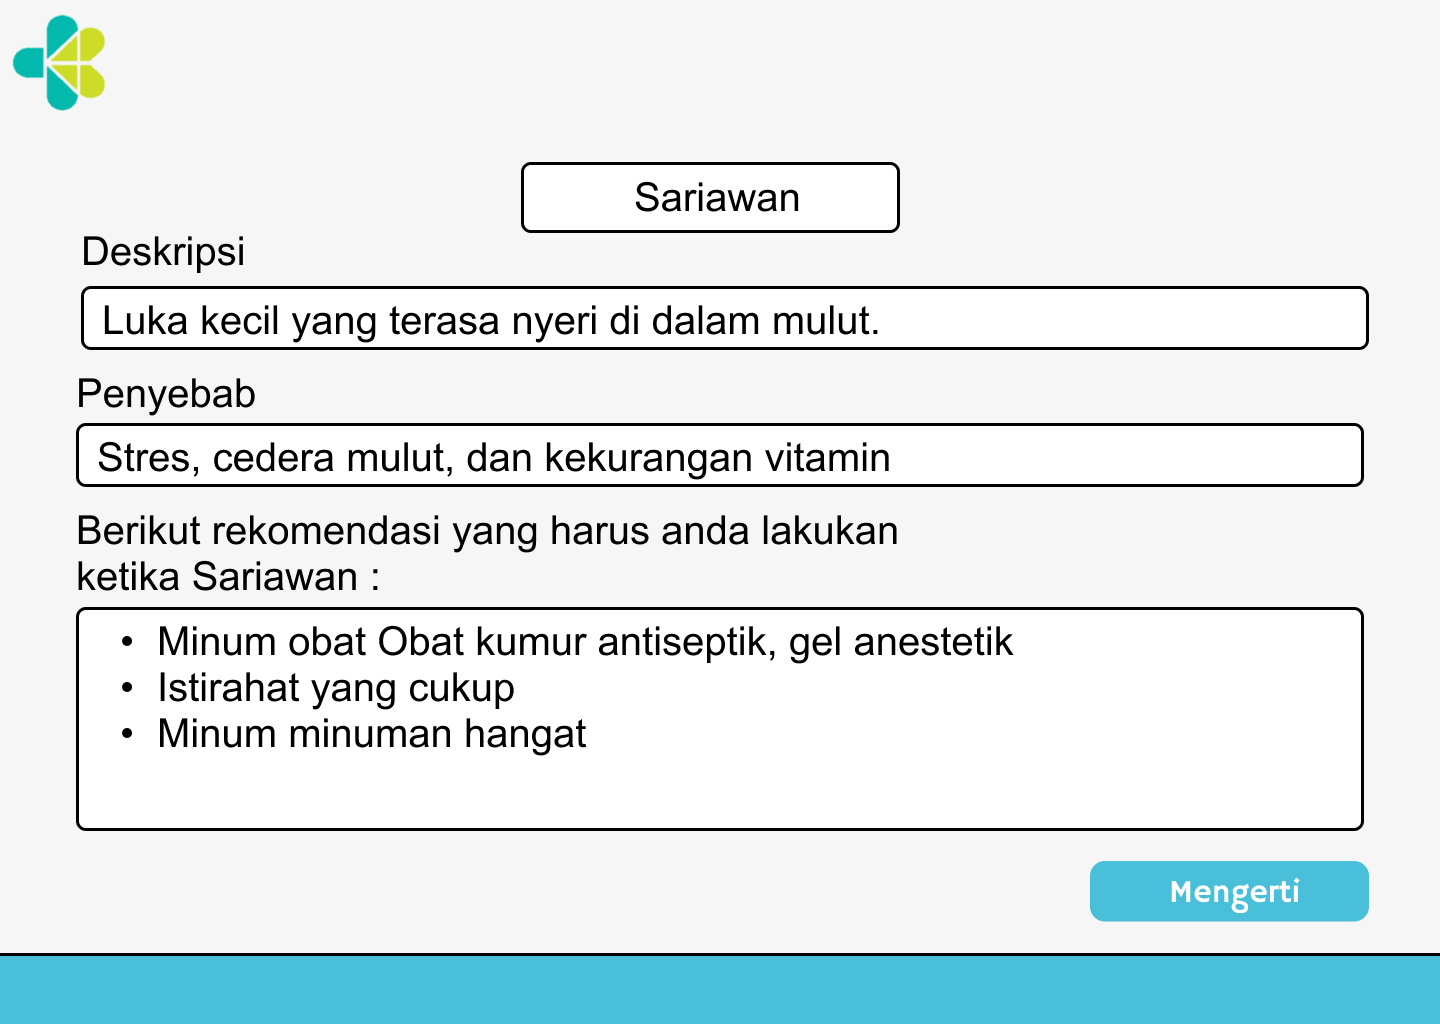 Sariawan
Deskripsi
Luka kecil yang terasa nyeri di dalam mulut.
Penyebab
Stres, cedera mulut, dan kekurangan vitamin
Berikut rekomendasi yang harus anda lakukan
ketika Sariawan :
• Minum obat Obat kumur antiseptik, gel anestetik
• Istirahat yang cukup
• Minum minuman hangat
Mengerti